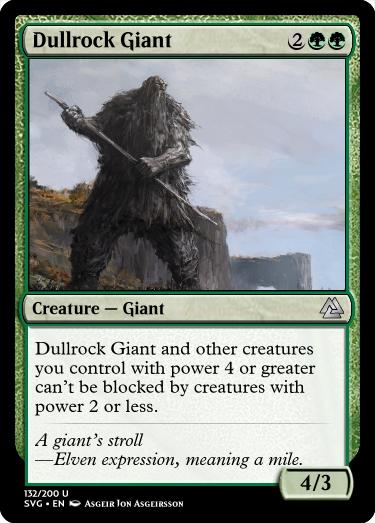 Dullrock Giant 2
Creature — Giant
Dullrock Giant and other creatures
you control with power 4 or greater
can't be blocked by creatures with
power 2 or less.
A giant's stroll
—Elven expression, meaning a mile.
4/3
132/200 U
SVG • EN Asgeir Jon Asgeirsson